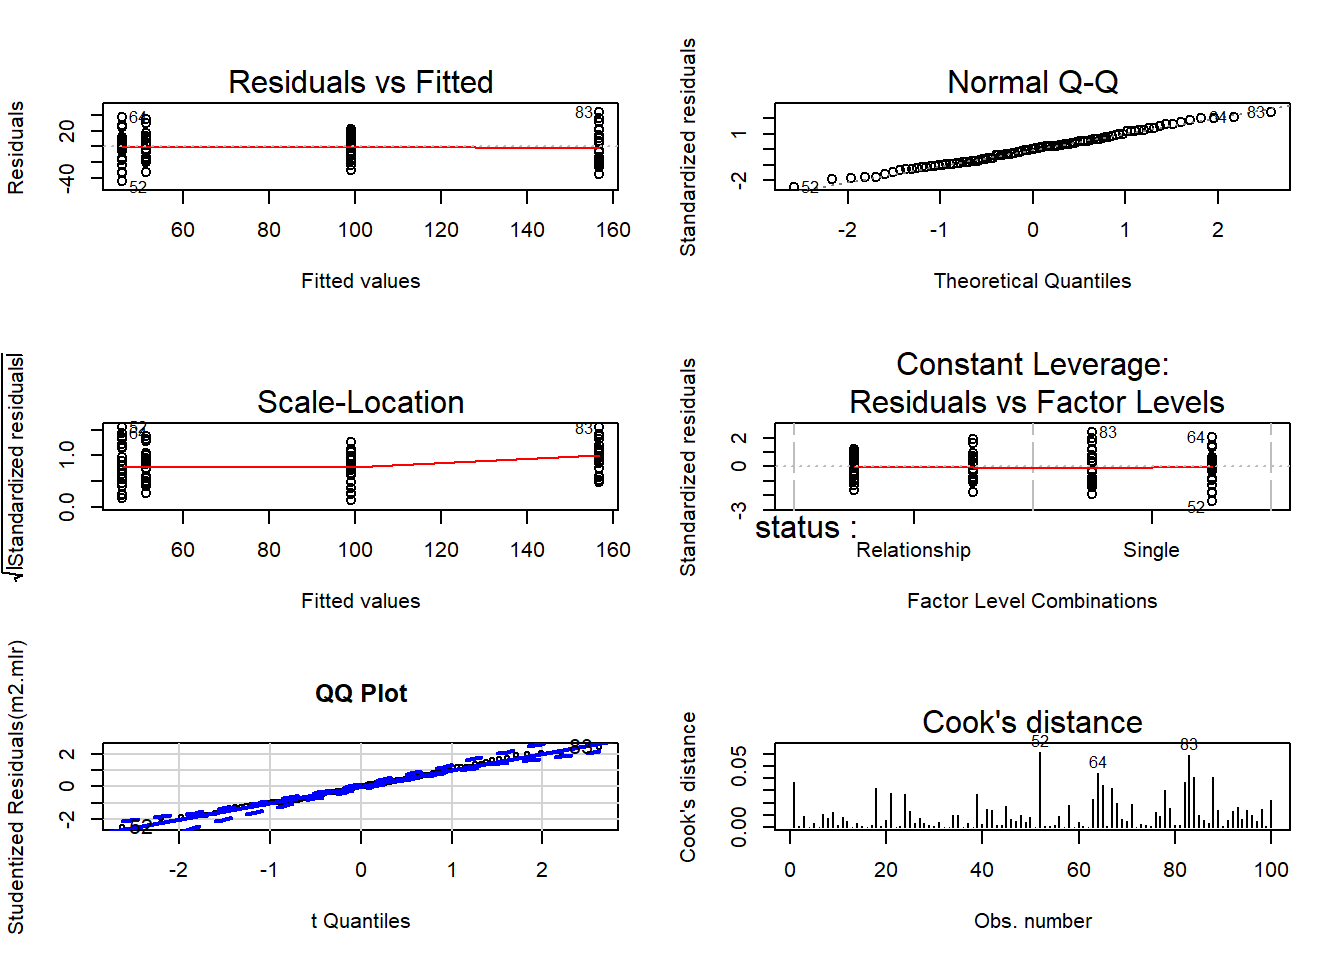 Residuals vs Fitted
Residuals
20
-40
64
52
83
60 80 100 120 140 160
Fitted values
Normal Q-Q
Standardized residuals
1
-2
52
64
83
-2 -1 0 1 2
Theoretical Quantiles
Scale-Location
√|Standardized residuals|
1.0
0.0
52
64
83
60 80 100 120 140 160
Fitted values
Constant Leverage:
Residuals vs Factor Levels
Standardized residuals
2
0
-3
83
64
52
status :
Relationship Single
Factor Level Combinations
QQ Plot
Studentized Residuals(m2.mlr)
2
0
-2
52
83
-2 -1 0 1 2
t Quantiles
Cook's distance
Cook's distance
0.05
0.00
52
64
83
0 20 40 60 80 100
Obs. number